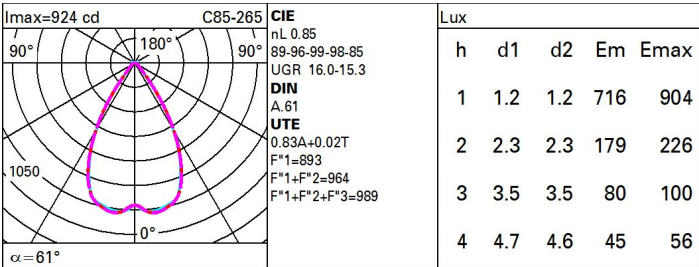 Imax=924 cd C85-265
90° 180° 90°
1050
0°
α=61°
CIE
nL 0.85
89-96-99-98-85
UGR 16.0-15.3
DIN
A.61
UTE
0.83A+0.02T
F"1=893
F"1+F"2=964
F"1+F"2+F"3=989
Lux
h d1 d2 Em Emax
1 1.2 1.2 716 904
2 2.3 2.3 179 226
3 3.5 3.5 80 100
4 4.7 4.6 45 56